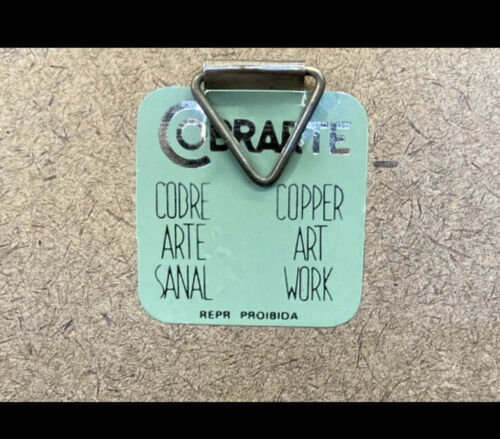 COBRARTE
COBRE COPPER
ARTE ART
SANAL WORK
REPR PROIBIDA